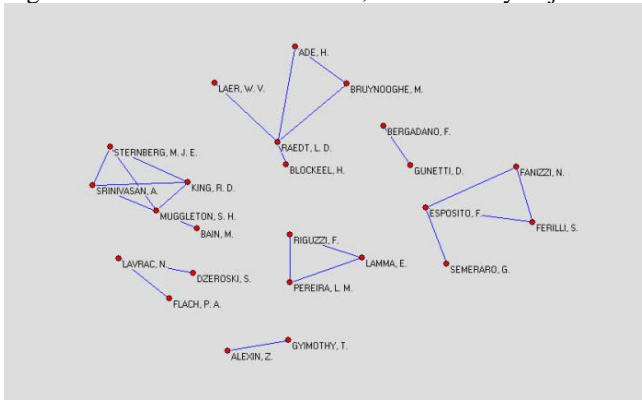 ADE, H.
LAER, W. V.
BRUYNOOGHE, M.
BERGADANO, F.
RAEDT, L. D.
STERNBERG, M. J. E.
BLOCKEEL, H.
GUNETTI, D.
FANIZZI, N.
SRINIVASAN, A.
KING, R. D.
MUGGLETON, S. H.
ESPOSITO, F.
FERILLI, S.
BAIN, M.
RIGUZZI, F.
LAVRAC, N.
LAMMA, E.
SEMERARO, G.
DZEROSKI, S.
PEREIRA, L. M.
FLACH, P. A.
GYIMOTHY, T.
ALEXIN, Z.